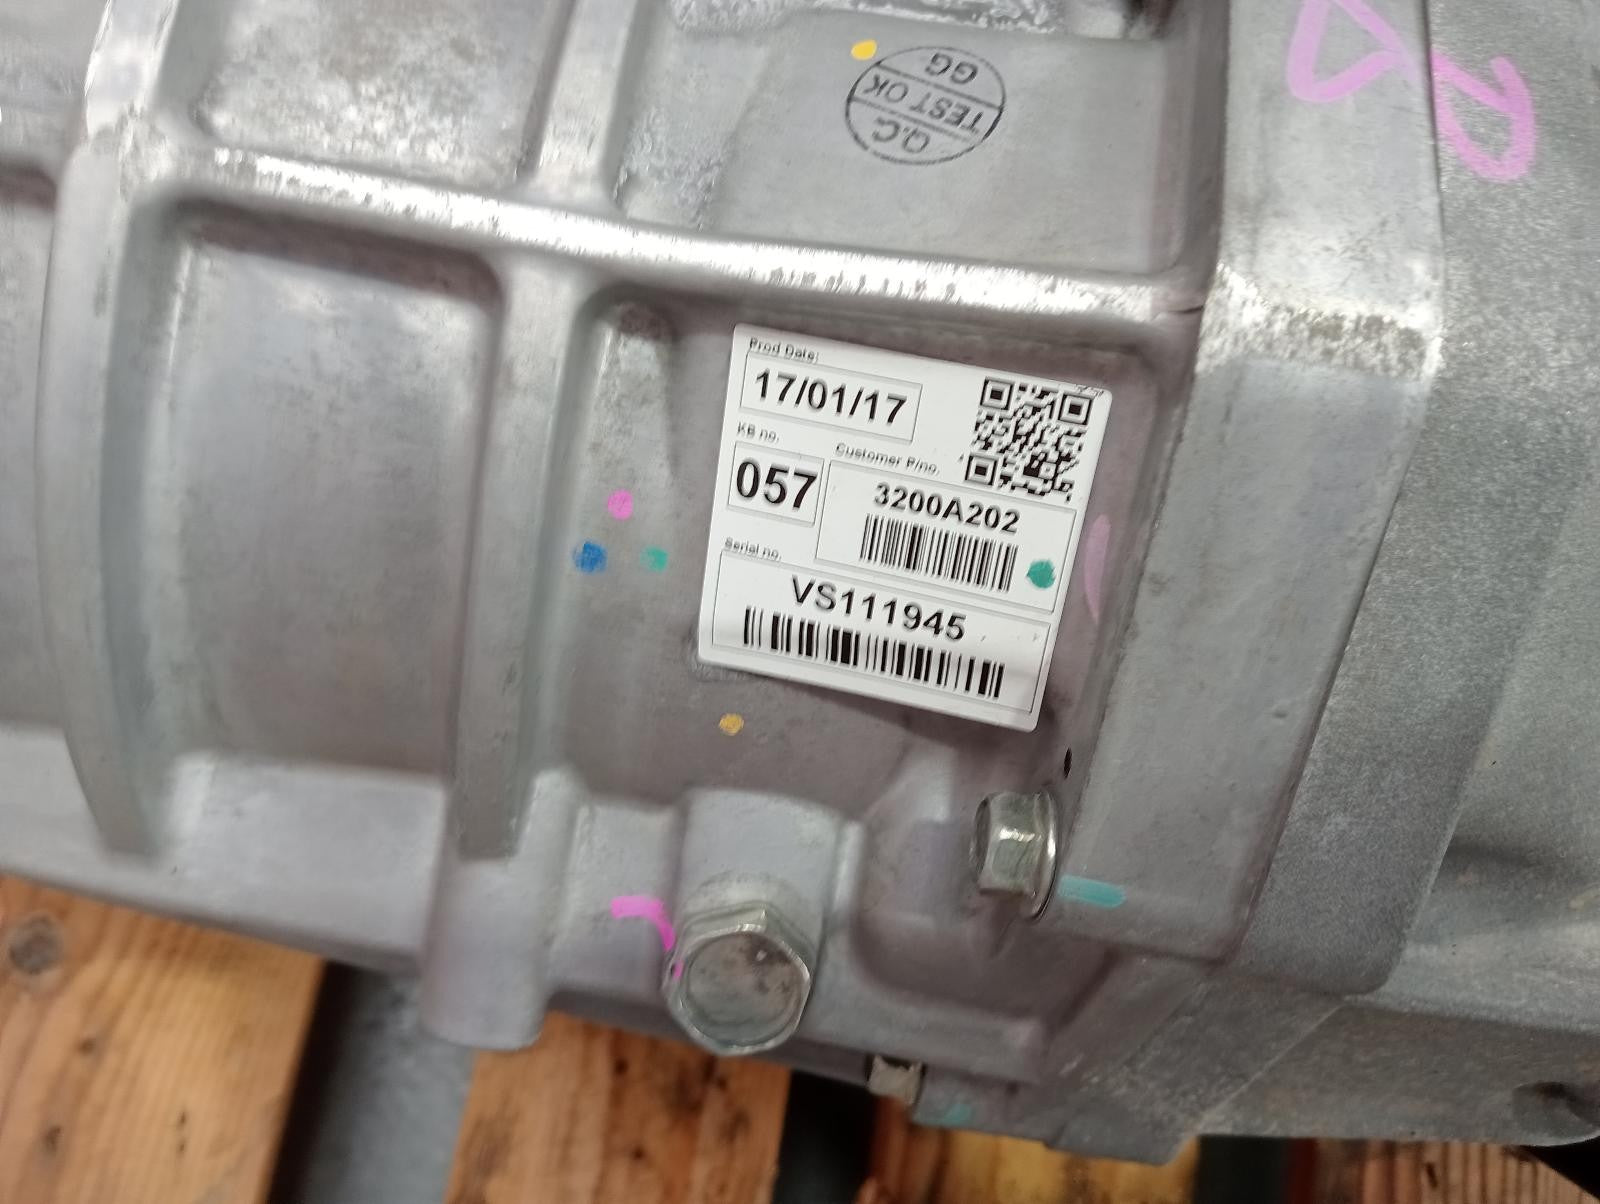 Q.C.
TEST OK
GG
Prod Date:
17/01/17
KB no.
057
Customer P/no.
3200A202
Serial no.
VS111945